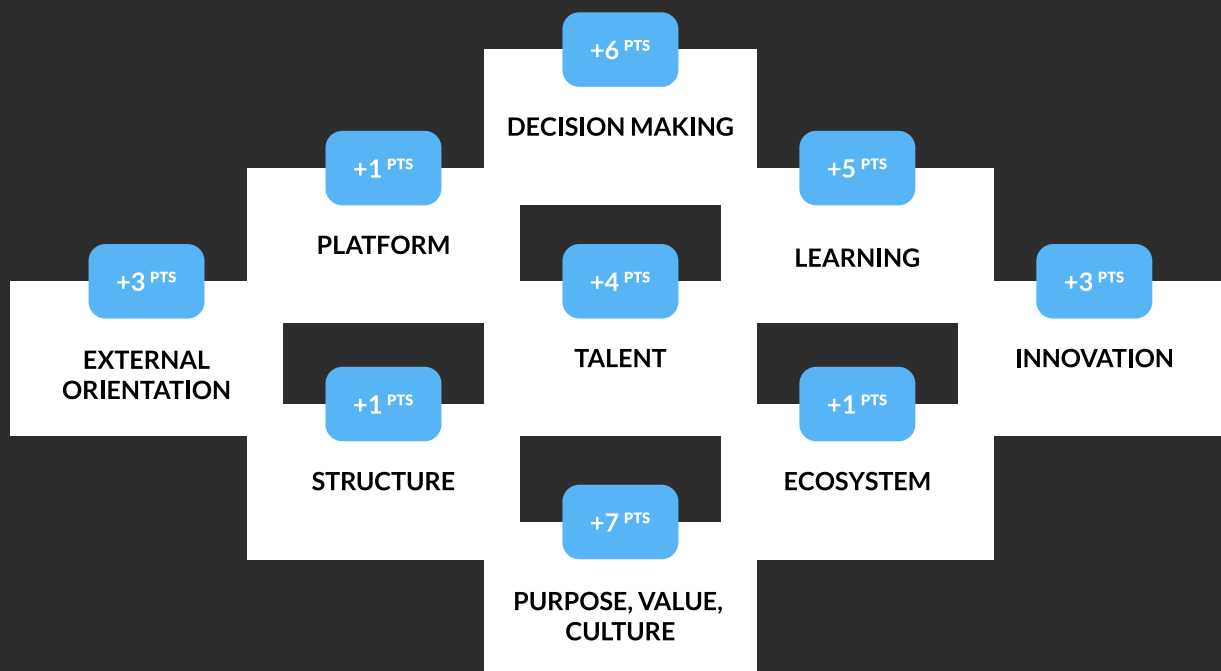 +6 PTS
DECISION MAKING
+1 PTS
PLATFORM
+5 PTS
LEARNING
+3 PTS
EXTERNAL
ORIENTATION
+4 PTS
TALENT
+3 PTS
INNOVATION
+1 PTS
STRUCTURE
+1 PTS
ECOSYSTEM
+7 PTS
PURPOSE, VALUE,
CULTURE